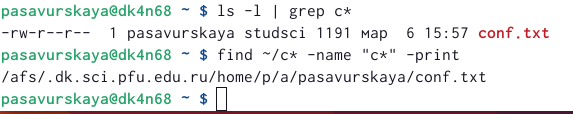 pasavurskaya@dk4n68 ~ $ ls -l | grep c*
-rw-r--r--  1 pasavurskaya studsci 1191 мар  6 15:57 conf.txt
pasavurskaya@dk4n68 ~ $ find ~/c* -name "c*" -print
/afs/.dk.sci.pfu.edu.ru/home/p/a/pasavurskaya/conf.txt
pasavurskaya@dk4n68 ~ $